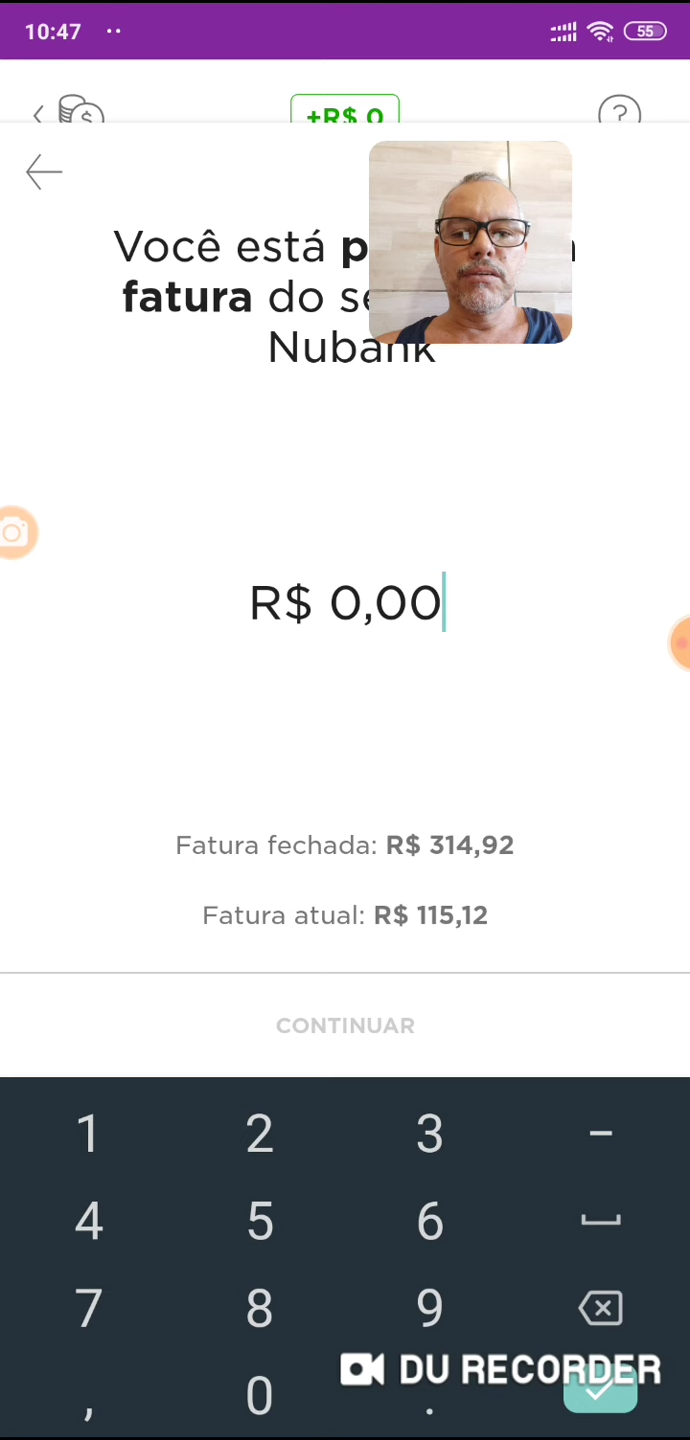 10:47
55
+R$ 0
?
Você está
fatura do
Nubank
R$ 0,00
Fatura fechada: R$ 314,92
Fatura atual: R$ 115,12
CONTINUAR
1 2 3 -
4 5 6
7 8 9
DU RECORDER
, 0 .